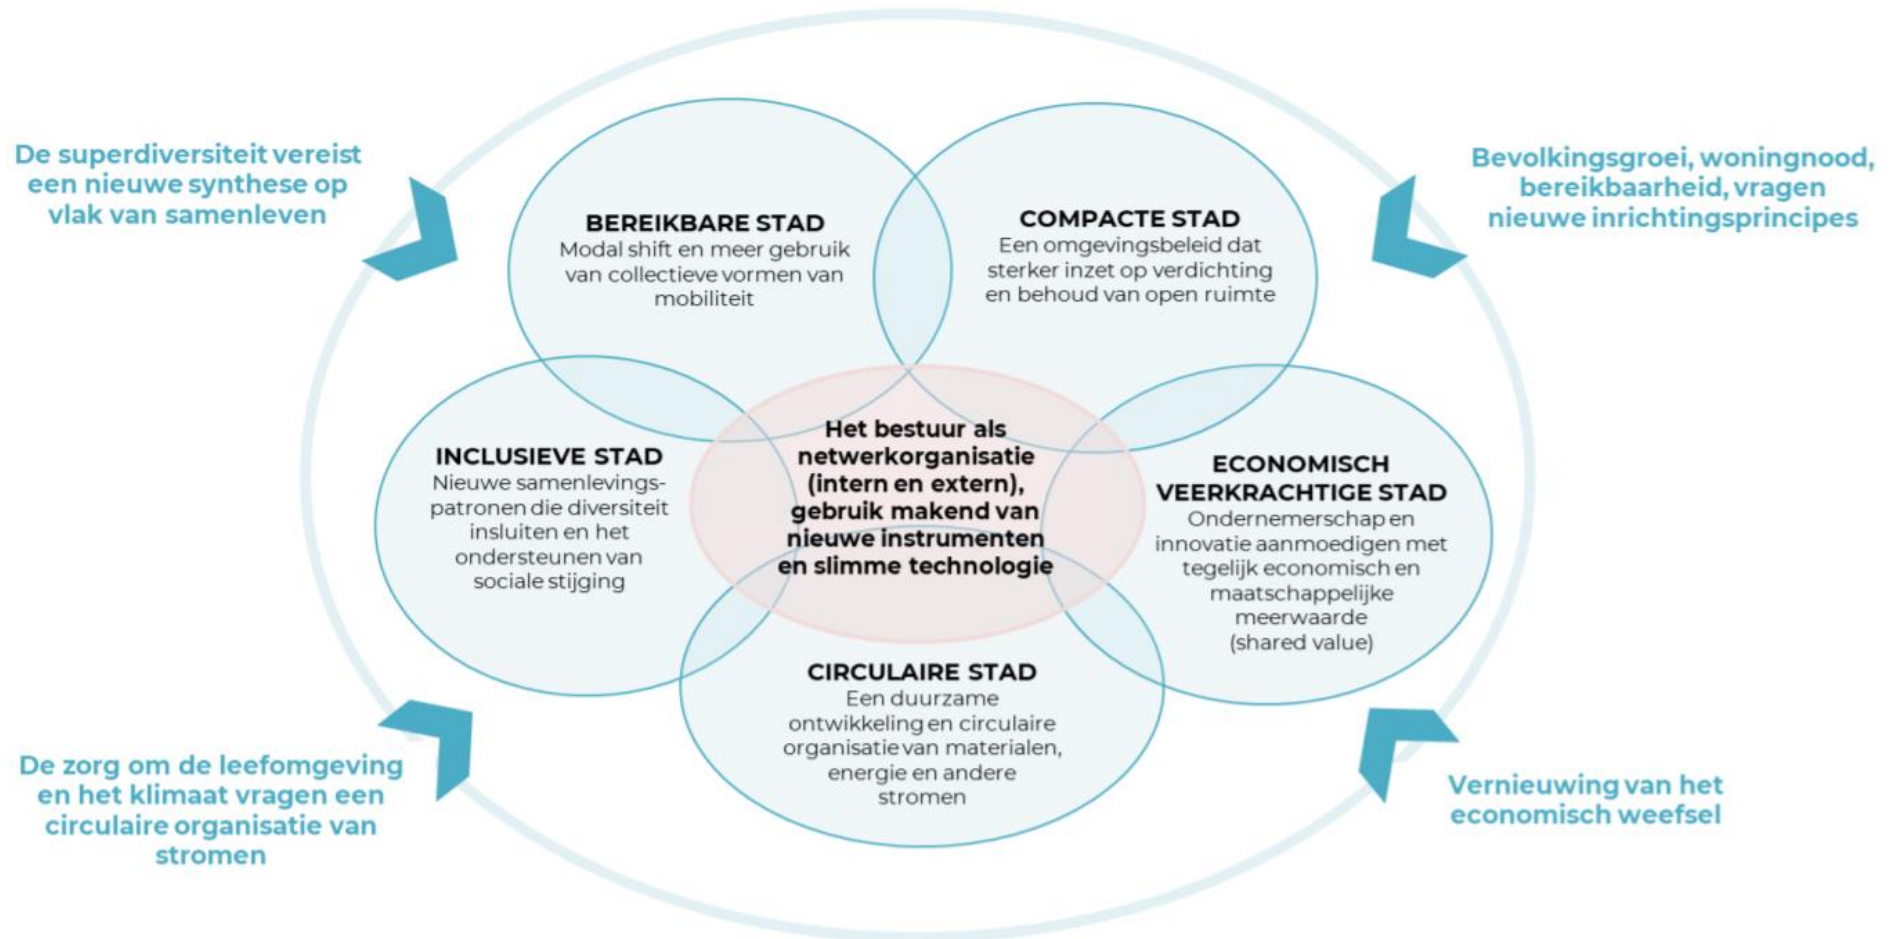 De superdiversiteit vereist
een nieuwe synthese op
vlak van samenleven
Bevolkingsgroei, woningnood,
bereikbaarheid, vragen
nieuwe inrichtingsprincipes
BEREIKBARE STAD
Modal shift en meer gebruik
van collectieve vormen van
mobiliteit
COMPACTE STAD
Een omgevingsbeleid dat
sterker inzet op verdichting
en behoud van open ruimte
INCLUSIEVE STAD
Nieuwe samenlevings-
patronen die diversiteit
insluiten en het
ondersteunen van
sociale stijging
Het bestuur als
netwerkorganisatie
(intern en extern),
gebruik makend van
nieuwe instrumenten
en slimme technologie
ECONOMISCH
VEERKRACHTIGE STAD
Ondernemerschap en
innovatie aanmoedigen met
tegelijk economisch en
maatschappelijke
meerwaarde
(shared value)
CIRCULAIRE STAD
Een duurzame
ontwikkeling en circulaire
organisatie van materialen,
energie en andere
stromen
De zorg om de leefomgeving
en het klimaat vragen een
circulaire organisatie van
stromen
Vernieuwing van het
economisch weefsel